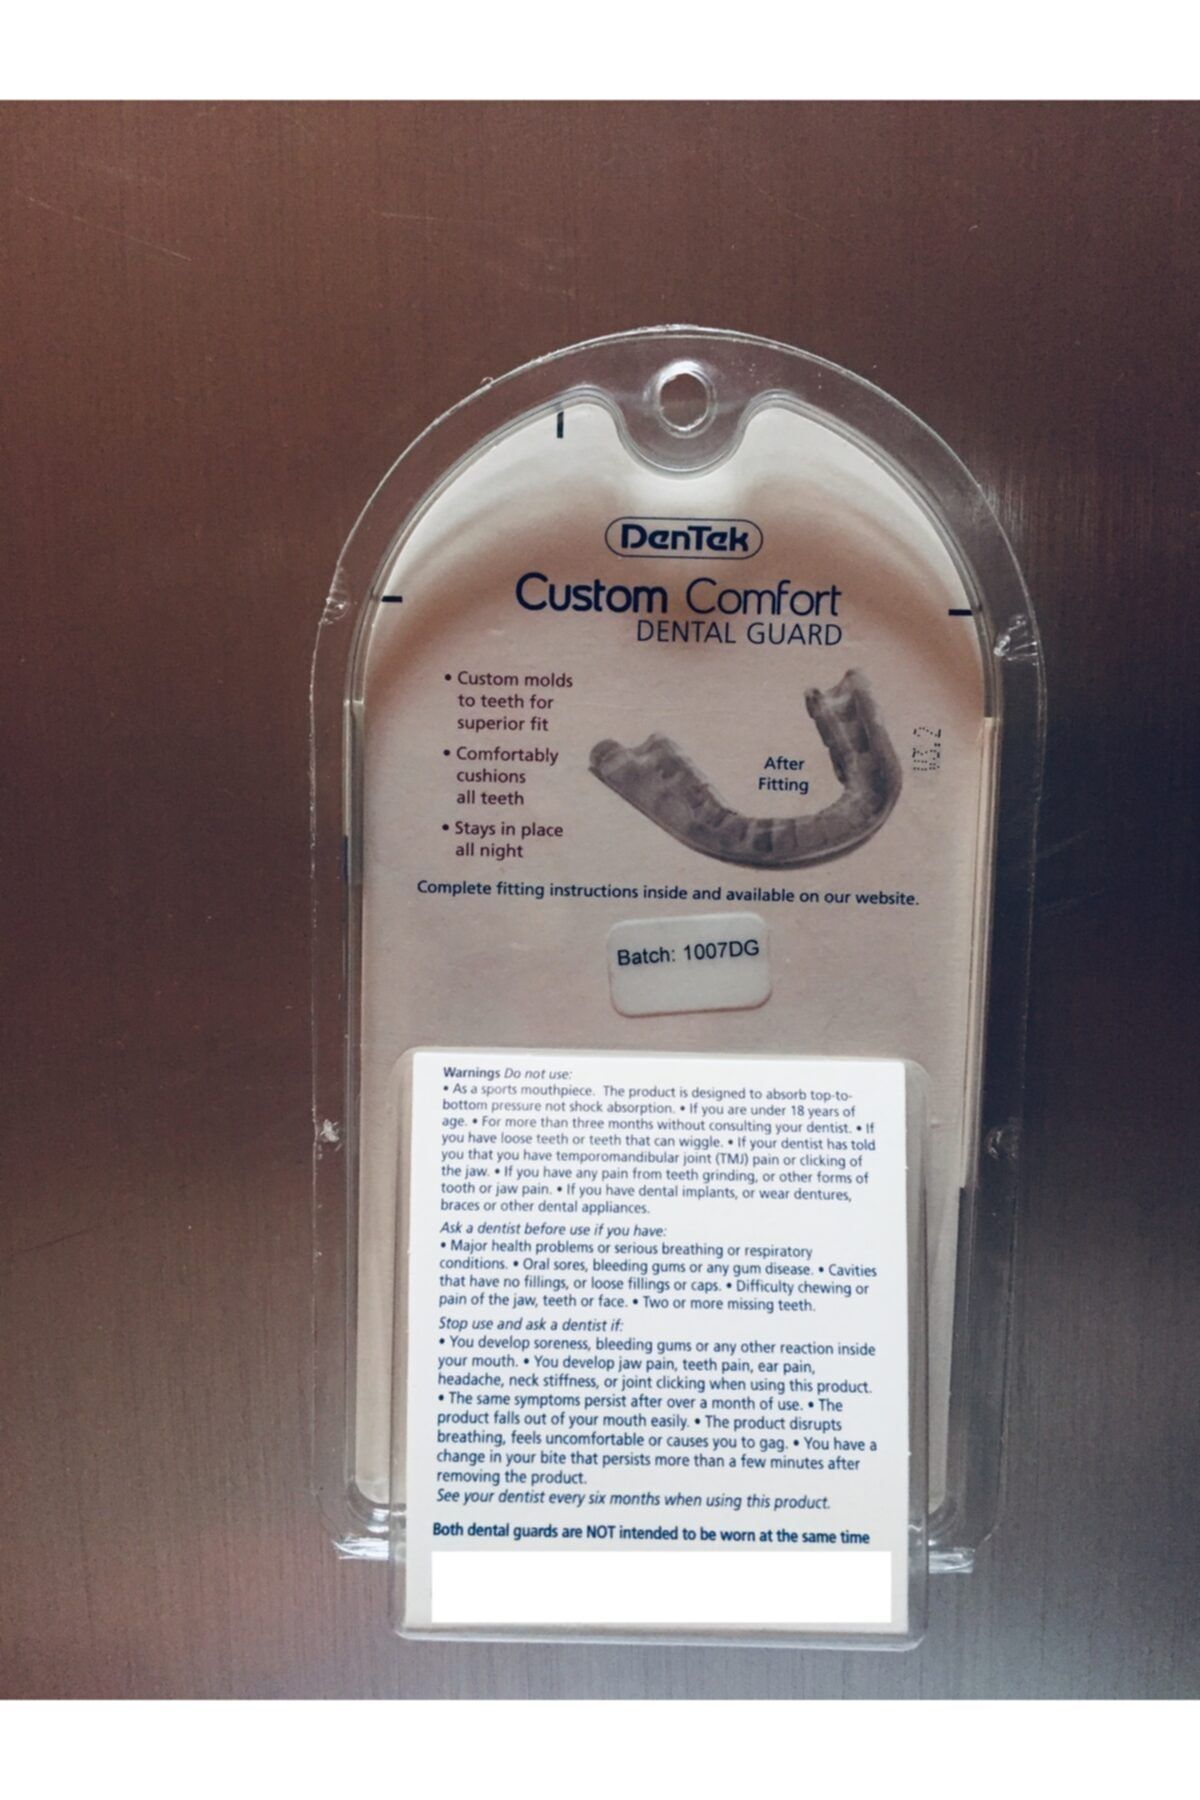 DenTek
Custom Comfort
DENTAL GUARD
• Custom molds
to teeth for
superior fit
• Comfortably
cushions
all teeth
• Stays in place
all night
After
Fitting
Complete fitting instructions inside and available on our website.
Batch: 1007DG
Warnings Do not use:
• As a sports mouthpiece. The product is designed to absorb top-to-
bottom pressure not shock absorption. • If you are under 18 years of
age. • For more than three months without consulting your dentist. • If
you have loose teeth or teeth that can wiggle. • If your dentist has told
you that you have temporomandibular joint (TMJ) pain or clicking of
the jaw. • If you have any pain from teeth grinding, or other forms of
tooth or jaw pain. • If you have dental implants, or wear dentures,
braces or other dental appliances.
Ask a dentist before use if you have:
• Major health problems or serious breathing or respiratory
conditions. • Oral sores, bleeding gums or any gum disease. • Cavities
that have no fillings, or loose fillings or caps. • Difficulty chewing or
pain of the jaw, teeth or face. • Two or more missing teeth.
Stop use and ask a dentist if:
• You develop soreness, bleeding gums or any other reaction inside
your mouth. • You develop jaw pain, teeth pain, ear pain,
headache, neck stiffness, or joint clicking when using this product.
• The same symptoms persist after over a month of use. • The
product falls out of your mouth easily. • The product disrupts
breathing, feels uncomfortable or causes you to gag. • You have a
change in your bite that persists more than a few minutes after
removing the product.
See your dentist every six months when using this product.
Both dental guards are NOT intended to be worn at the same time